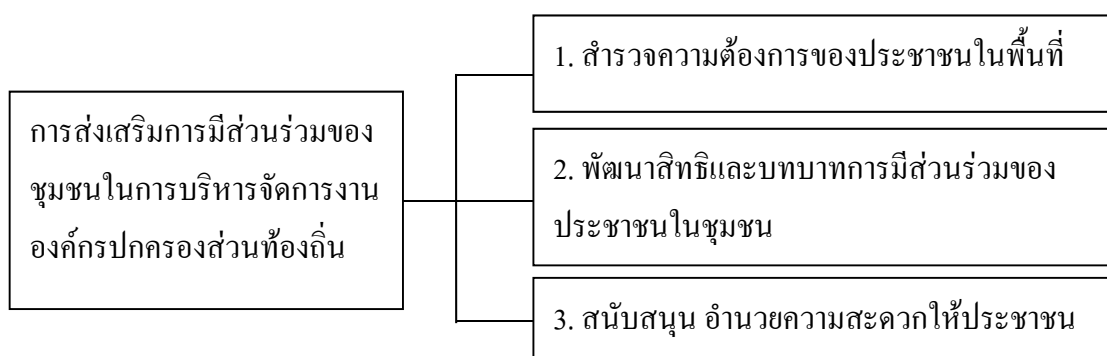 การส่งเสริมการมีส่วนร่วมของ
ชุมชนในการบริหารจัดการงาน
องค์กรปกครองส่วนท้องถิ่น
1. สำรวจความต้องการของประชาชนในพื้นที่
2. พัฒนาสิทธิและบทบาทการมีส่วนร่วมของ
ประชาชนในชุมชน
3. สนับสนุน อำนวยความสะดวกให้ประชาชน